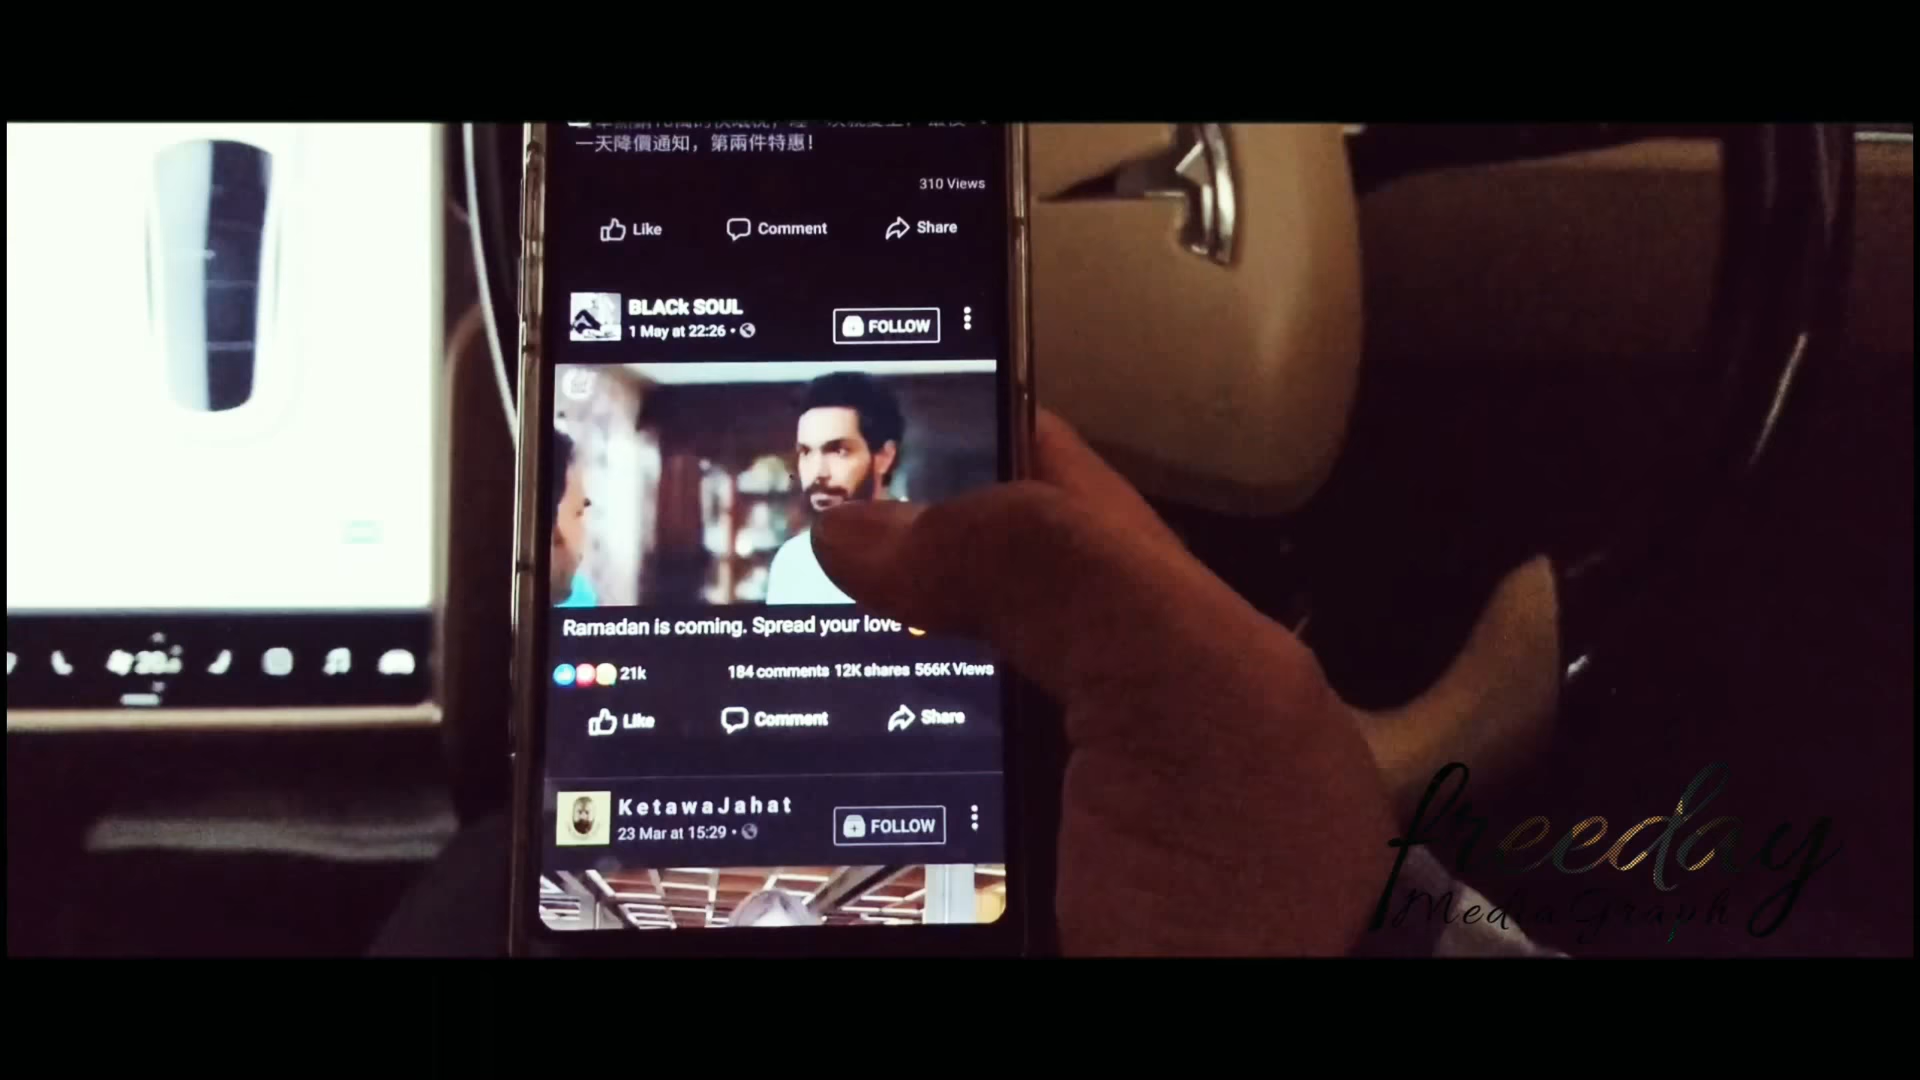 一天降價通知，第兩件特惠！
310 Views
Like Comment Share
BLACk SOUL
1 May at 22:26
FOLLOW
Ramadan is coming. Spread your love
21k 184 comments 12K shares 566K Views
Like Comment Share
KetawaJahat
23 Mar at 15:29
FOLLOW
freeday
Media Graph